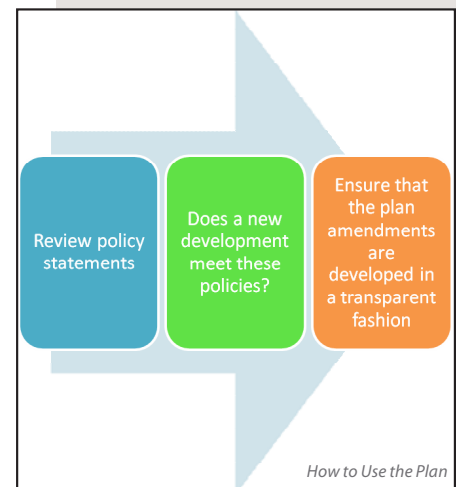 Review policy
statements
Does a new
development
meet these
policies?
Ensure that
the plan
amendments
are
developed in
a transparent
fashion
How to Use the Plan